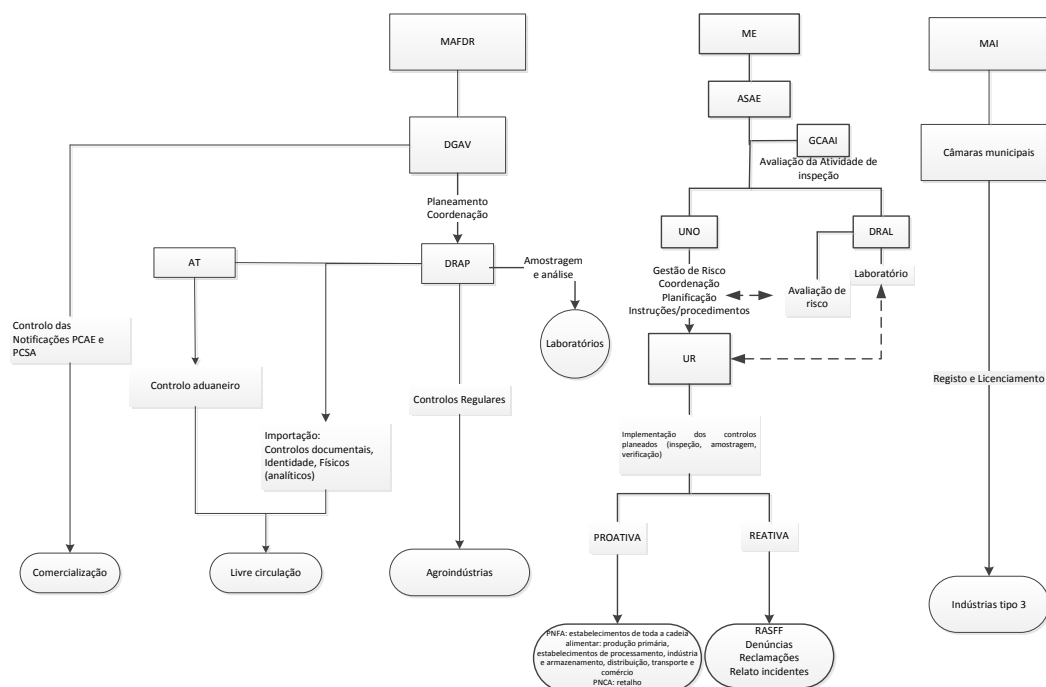 MAFDR
ME
MAI
ASAE
DGAV
GCAAI
Câmaras municipais
Avaliação da Atividade de
inspeção
Planeamento
Coordenação
UNO
DRAL
AT
DRAP
Amostragem
e análise
Gestão de Risco
Coordenação
Planificação
Instruções/procedimentos
Avaliação de
risco
Laboratório
Controlo das
Notificações PCAE e
PCSA
Laboratórios
UR
Controlo aduaneiro
Controlos Regulares
Registo e Licenciamento
Importação:
Controlos documentais,
Identidade, Físicos
(analíticos)
Implementação dos controlos
planeados (inspeção, amostragem,
verificação)
PROATIVA
REATIVA
Comercialização
Livre circulação
Agroindústrias
Indústrias tipo 3
PNFA: estabelecimentos de toda a cadeia
alimentar: produção primária,
estabelecimentos de processamento, indústria
e armazenamento, distribuição, transporte e
comércio
PNCA: retalho
RASFF
Denúncias
Reclamações
Relato incidentes